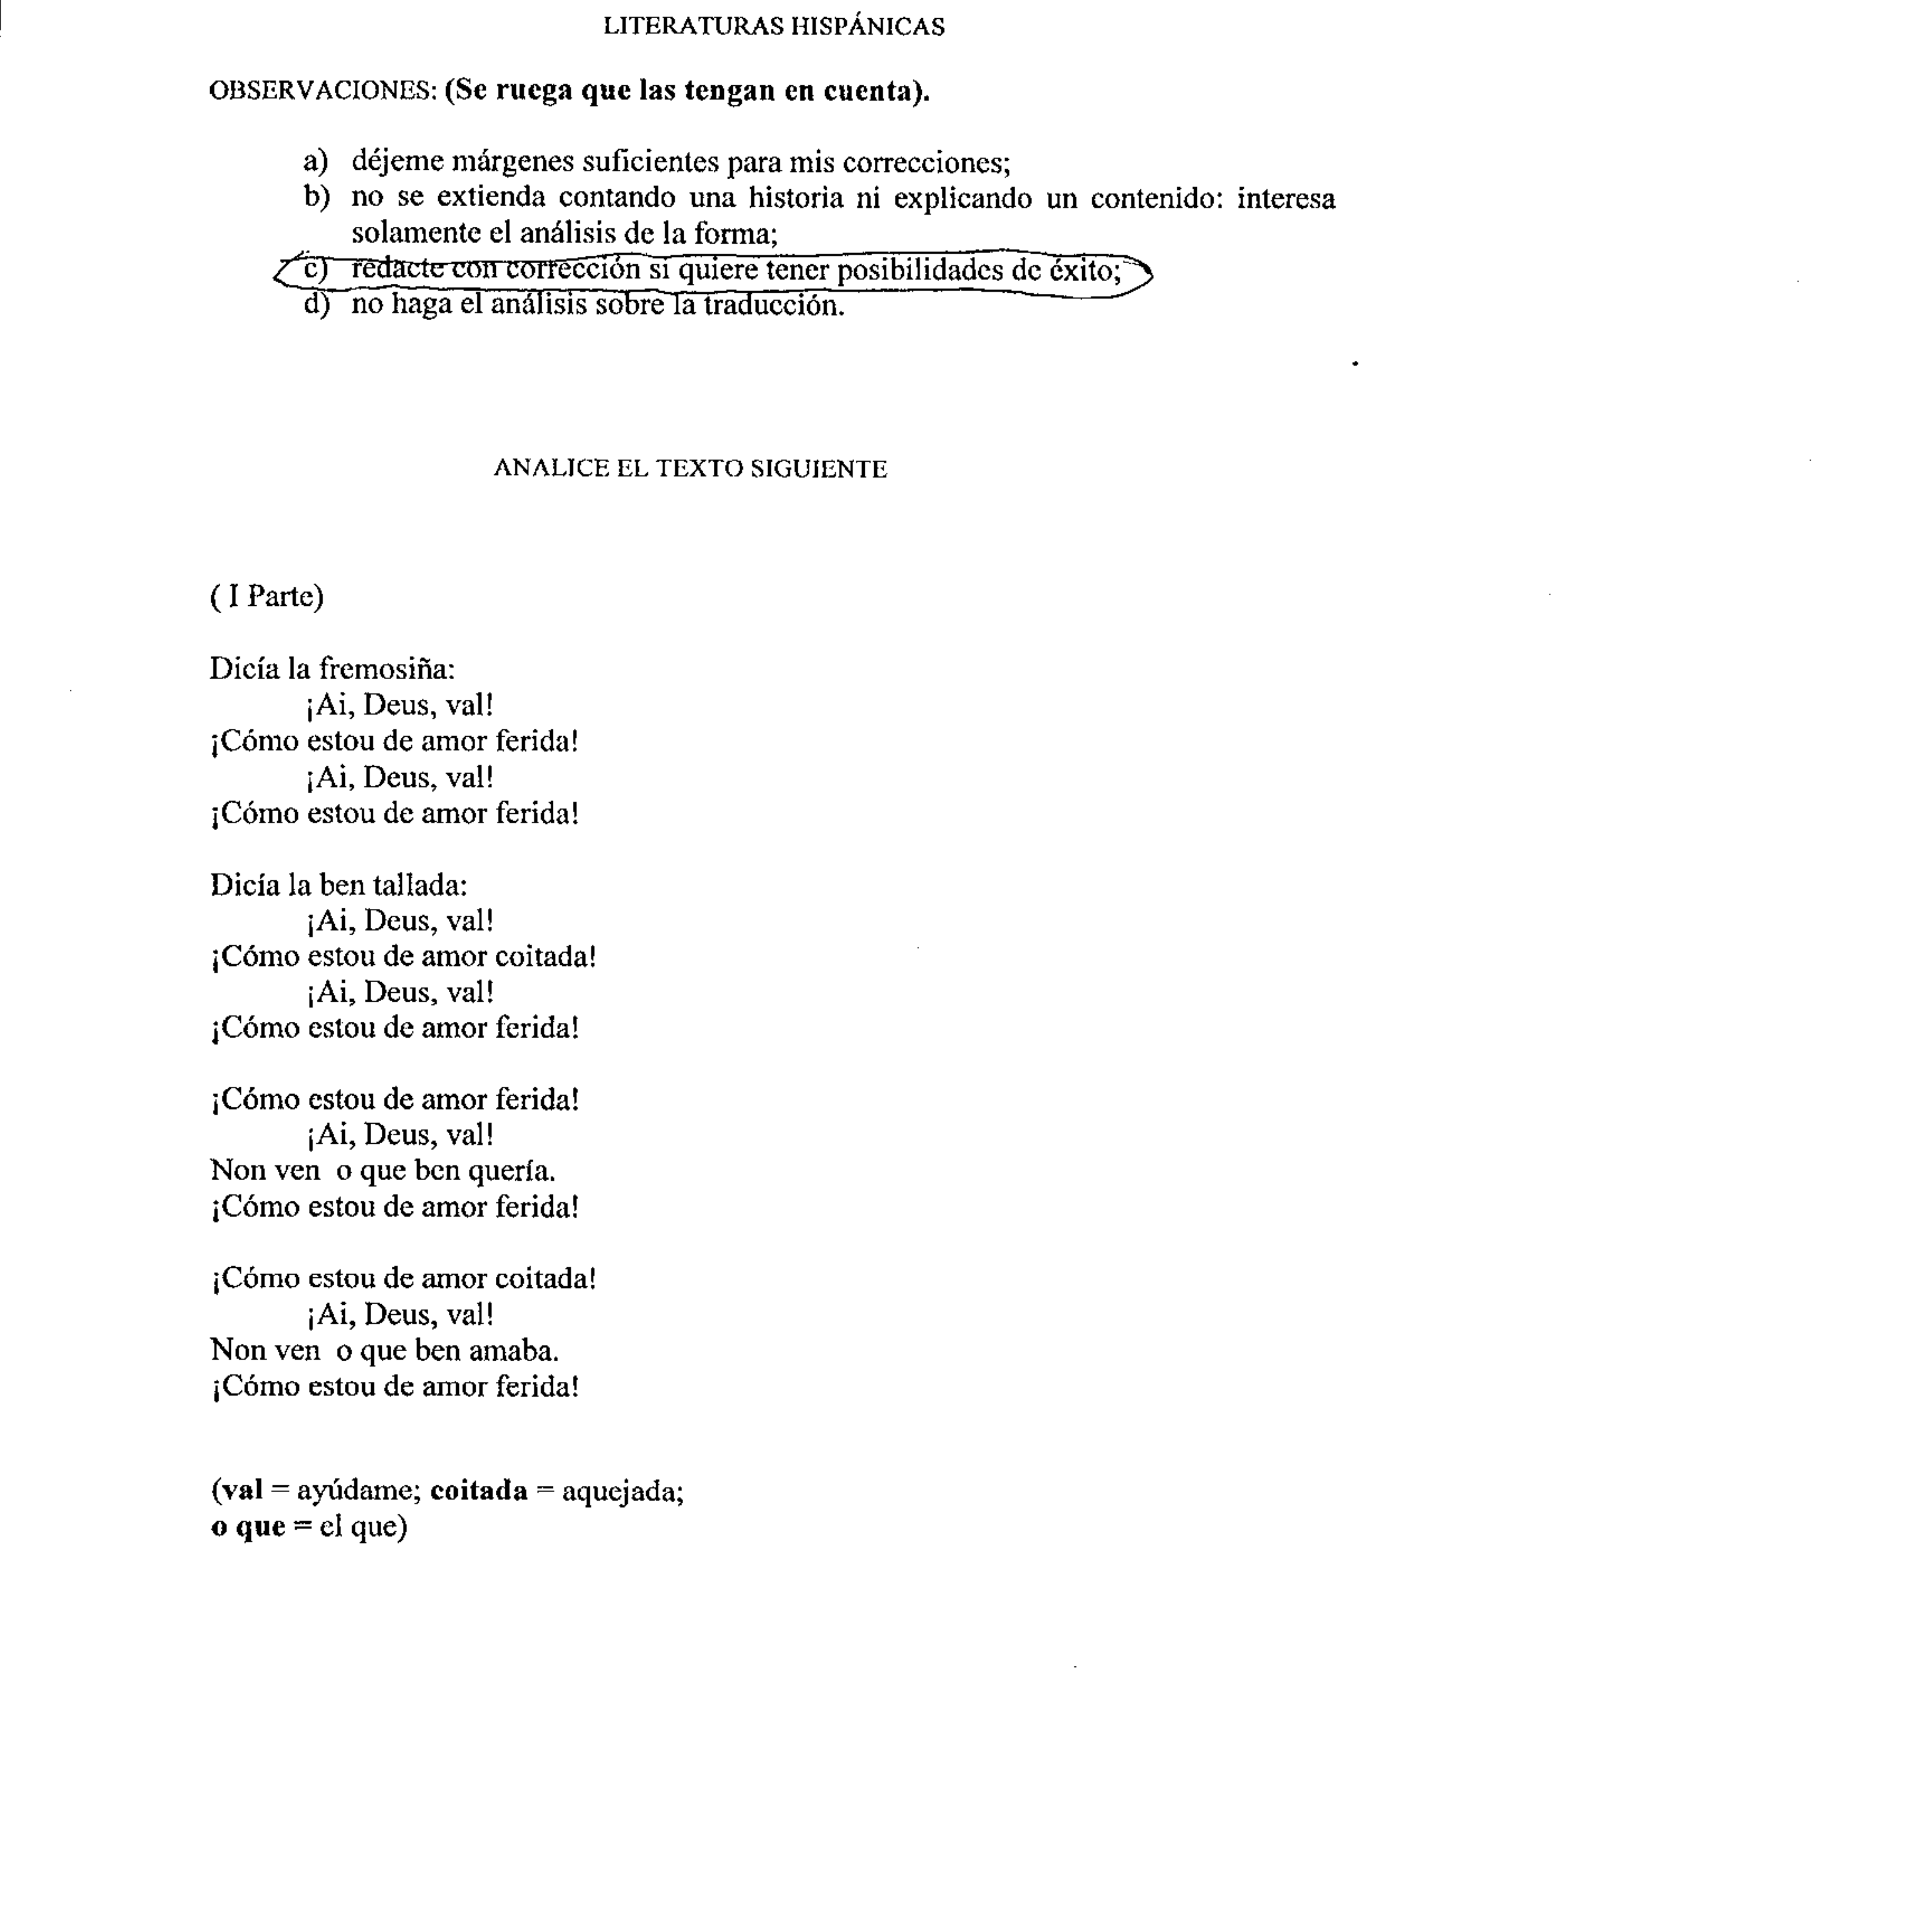 LITERATURAS HISPÁNICAS
OBSERVACIONES: (Se ruega que las tengan en cuenta).
a) déjeme márgenes suficientes para mis correcciones;
b) no se extienda contando una historia ni explicando un contenido: interesa
solamente el análisis de la forma;
c) redacte con corrección si quiere tener posibilidades de éxito;
d) no haga el análisis sobre la traducción.
ANALICE EL TEXTO SIGUIENTE
( I Parte)
Dicía la fremosiña:
¡Ai, Deus, val!
¡Cómo estou de amor ferida!
¡Ai, Deus, val!
¡Cómo estou de amor ferida!
Dicía la ben tallada:
¡Ai, Deus, val!
¡Cómo estou de amor coitada!
¡Ai, Deus, val!
¡Cómo estou de amor ferida!
¡Cómo estou de amor ferida!
¡Ai, Deus, val!
Non ven o que ben quería.
¡Cómo estou de amor ferida!
¡Cómo estou de amor coitada!
¡Ai, Deus, val!
Non ven o que ben amaba.
¡Cómo estou de amor ferida!
(val = ayúdame; coitada = aquejada;
o que = el que)